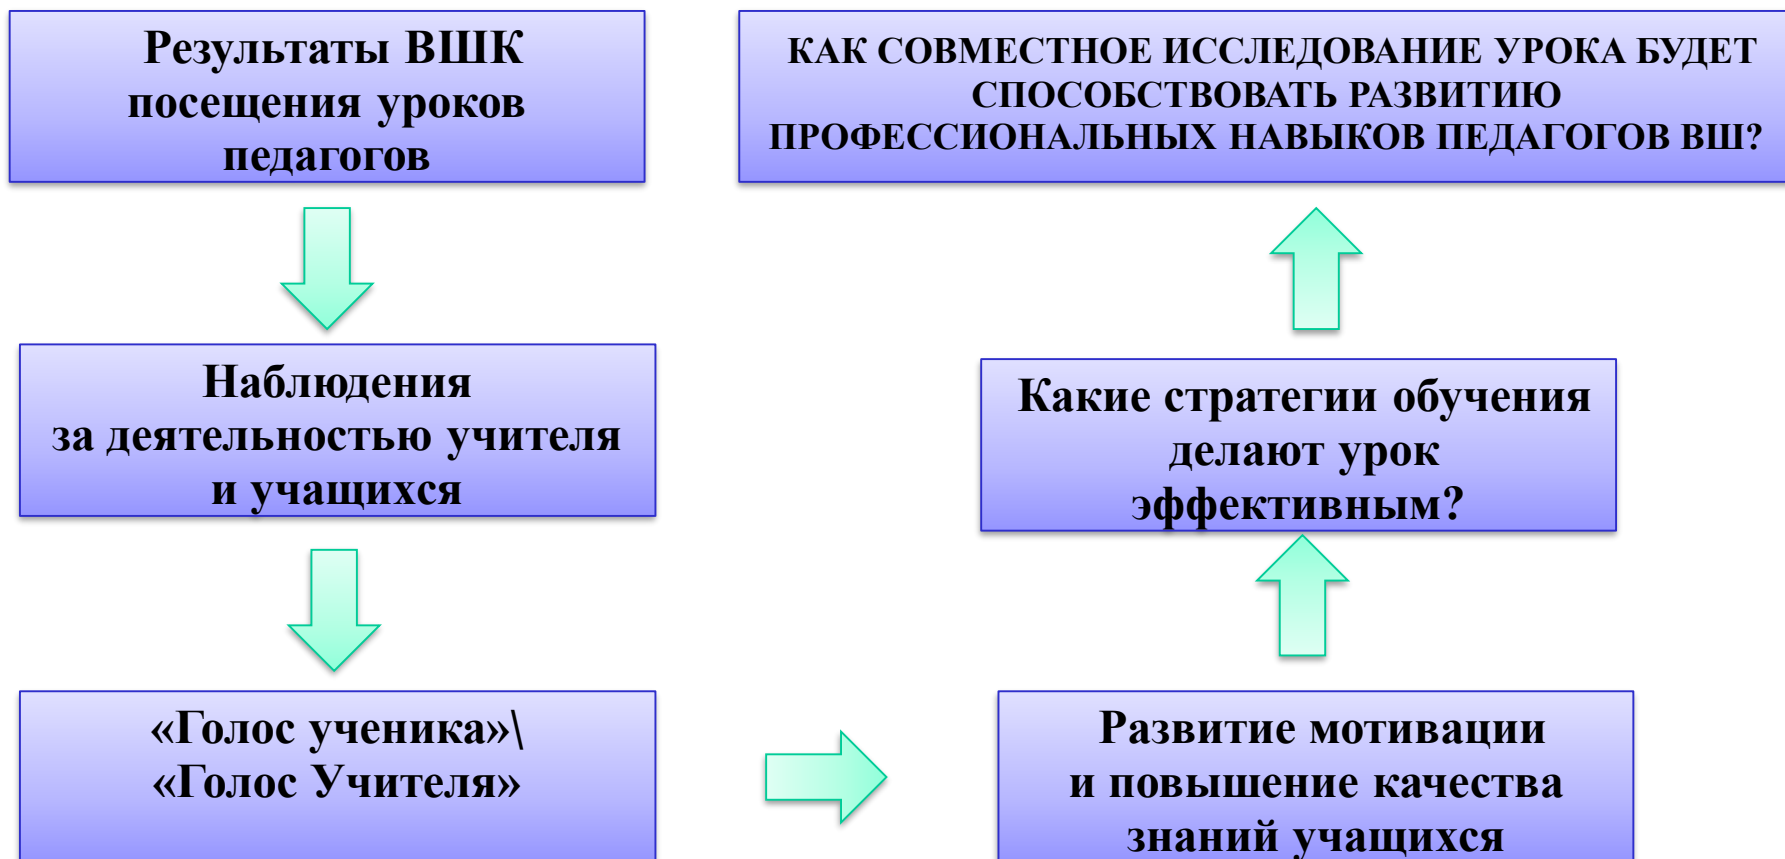 Результаты ВШК
посещения уроков
педагогов
Наблюдения
за деятельностью учителя
и учащихся
«Голос ученика»\
«Голос Учителя»
Развитие мотивации
и повышение качества
знаний учащихся
Какие стратегии обучения
делают урок
эффективным?
КАК СОВМЕСТНОЕ ИССЛЕДОВАНИЕ УРОКА БУДЕТ
СПОСОБСТВОВАТЬ РАЗВИТИЮ
ПРОФЕССИОНАЛЬНЫХ НАВЫКОВ ПЕДАГОГОВ ВШ?